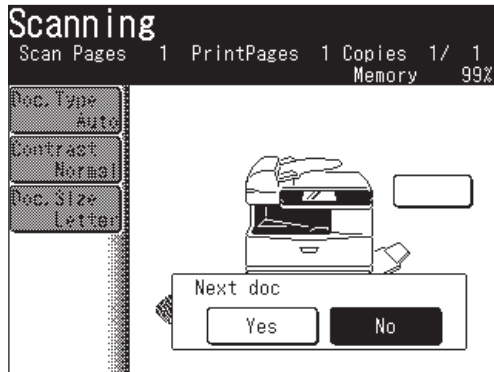 Scanning
Scan Pages 1 PrintPages 1 Copies 1/ 1
Memory 99%
Doc.Type
Auto
Contrast
Normal
Doc.Size
Letter
Next doc
Yes No